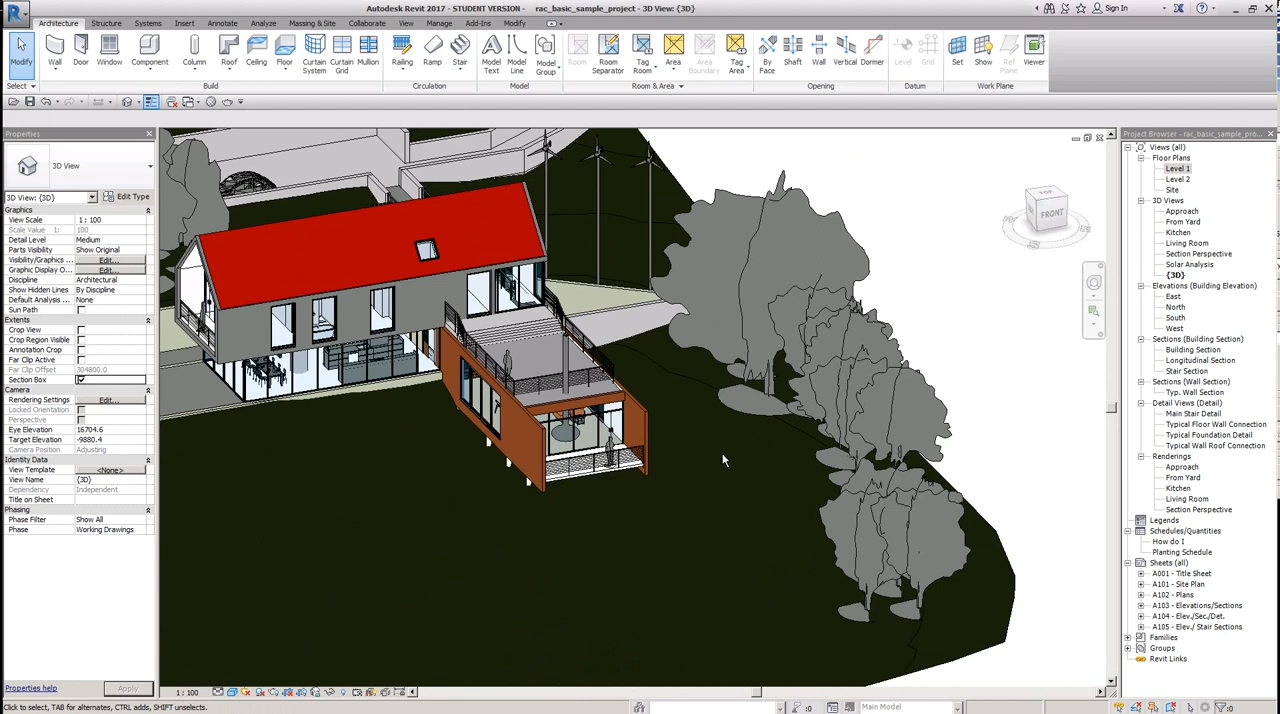 Autodesk Revit 2017 - STUDENT VERSION - rac_basic_sample_project - 3D View: {3D}
Sign In
Architecture Structure Systems Insert Annotate Analyze Massing & Site Collaborate View Manage Add-Ins Modify
Modify Wall Door Window Component Column Roof Ceiling Floor Curtain System Curtain Grid Mullion Railing Ramp Stair Model Text Model Line Model Group Room Room Separator Tag Room Area Area Boundary Tag Area By Face Shaft Wall Vertical Dormer Level Grid Set Show Ref Plane Viewer
Select Build Circulation Model Room & Area Opening Datum Work Plane
Properties
3D View
3D View: {3D} Edit Type
Graphics
View Scale 1 : 100
Scale Value 1: 100
Detail Level Medium
Parts Visibility Show Original
Visibility/Graphics ... Edit...
Graphic Display O... Edit...
Discipline Architectural
Show Hidden Lines By Discipline
Default Analysis ... None
Sun Path
Extents
Crop View
Crop Region Visible
Annotation Crop
Far Clip Active
Far Clip Offset 304800.0
Section Box
Camera
Rendering Settings Edit...
Locked Orientation
Perspective
Eye Elevation 16704.6
Target Elevation -9880.4
Camera Position Adjusting
Identity Data
View Template <None>
View Name {3D}
Dependency Independent
Title on Sheet
Phasing
Phase Filter Show All
Phase Working Drawings
Properties help Apply
TOP
FRONT
Project Browser - rac_basic_sample_pro...
Views (all)
Floor Plans
Level 1
Level 2
Site
3D Views
Approach
From Yard
Kitchen
Living Room
Section Perspective
Solar Analysis
{3D}
Elevations (Building Elevation)
East
North
South
West
Sections (Building Section)
Building Section
Longitudinal Section
Stair Section
Sections (Wall Section)
Typ. Wall Section
Detail Views (Detail)
Main Stair Detail
Typical Floor Wall Connection
Typical Foundation Detail
Typical Wall Roof Connection
Renderings
Approach
From Yard
Kitchen
Living Room
Section Perspective
Legends
Schedules/Quantities
How do I
Planting Schedule
Sheets (all)
A001 - Title Sheet
A101 - Site Plan
A102 - Plans
A103 - Elevations/Sections
A104 - Elev./Sec./Det.
A105 - Elev./ Stair Sections
Families
Groups
Revit Links
1 : 100
Click to select, TAB for alternates, CTRL adds, SHIFT unselects.
:0 Main Model :0